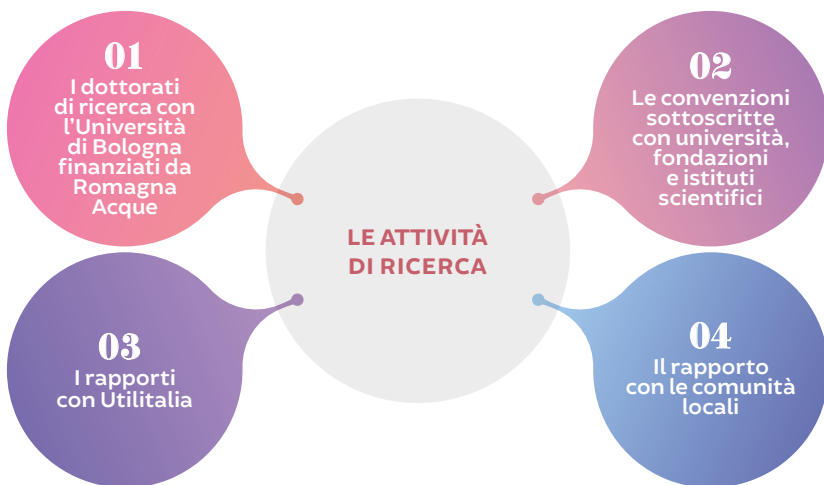 01
I dottorati
di ricerca con
l'Università
di Bologna
finanziati da
Romagna
Acque
02
Le convenzioni
sottoscritte
con università,
fondazioni
e istituti
scientifici
LE ATTIVITÀ
DI RICERCA
03
I rapporti
con Utilitalia
04
Il rapporto
con le comunità
locali